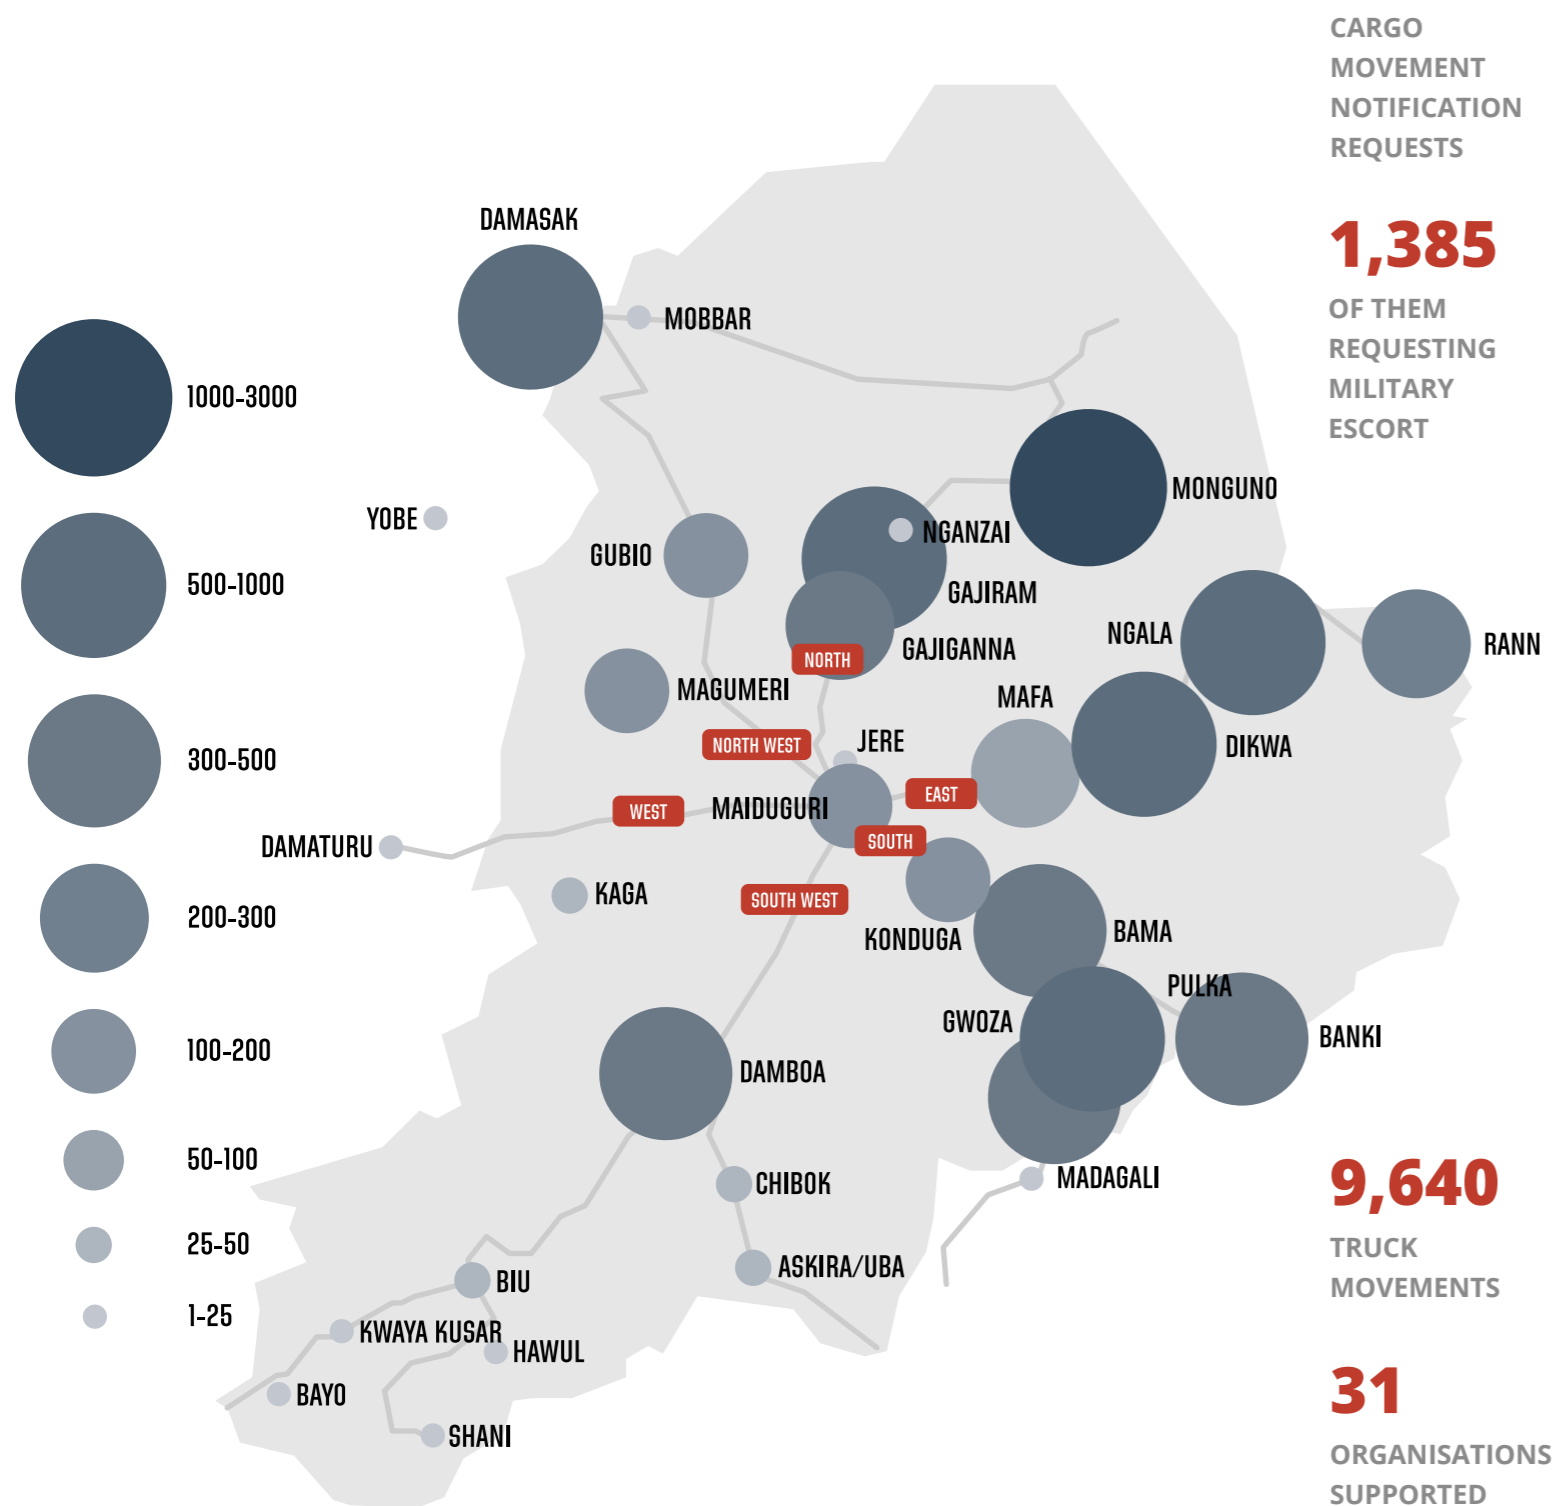 CARGO
MOVEMENT
NOTIFICATION
REQUESTS
1,385
OF THEM
REQUESTING
MILITARY
ESCORT
DAMASAK
MOBBAR
1000-3000
YOBE
MONGUNO
NGANZAI
GUBIO
500-1000
GAJIRAM
NGALA
RANN
GAJIGANNA
NORTH
MAGUMERI
MAFA
NORTH WEST
JERE
DIKWA
300-500
EAST
WEST
MAIDUGURI
SOUTH
DAMATURU
KAGA
SOUTH WEST
200-300
KONDUGA
BAMA
PULKA
GWOZA
BANKI
100-200
DAMBOA
50-100
CHIBOK
MADAGALI
9,640
TRUCK
MOVEMENTS
25-50
ASKIRA/UBA
BIU
1-25
KWAYA KUSAR
HAWUL
BAYO
SHANI
31
ORGANISATIONS
SUPPORTED